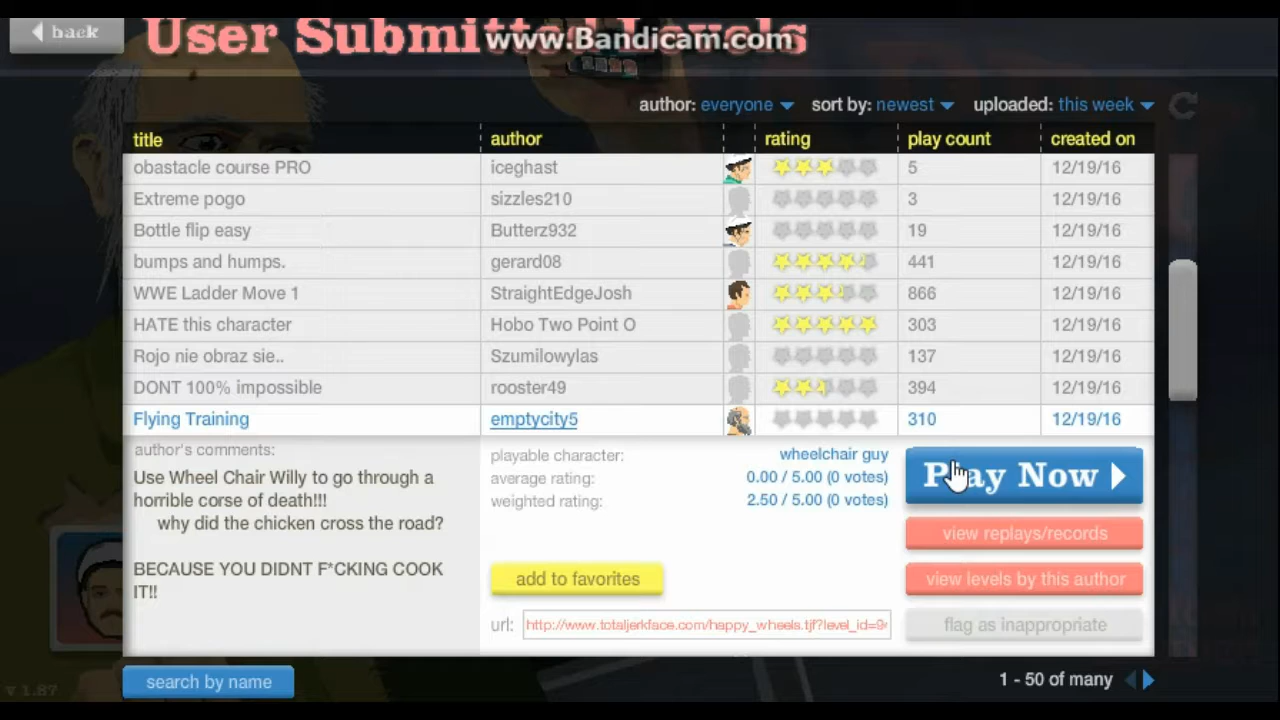 back
User Submitted Levels
www.Bandicam.com
author: everyone sort by: newest uploaded: this week
title author rating play count created on
obastacle course PRO iceghast 5 12/19/16
Extreme pogo sizzles210 3 12/19/16
Bottle flip easy Butterz932 19 12/19/16
bumps and humps. gerard08 441 12/19/16
WWE Ladder Move 1 StraightEdgeJosh 866 12/19/16
HATE this character Hobo Two Point O 303 12/19/16
Rojo nie obraz sie.. Szumilowylas 137 12/19/16
DONT 100% impossible rooster49 394 12/19/16
Flying Training emptycity5 310 12/19/16
author's comments:
Use Wheel Chair Willy to go through a
horrible corse of death!!!
why did the chicken cross the road?
BECAUSE YOU DIDNT F*CKING COOK
IT!!
playable character: wheelchair guy
average rating: 0.00 / 5.00 (0 votes)
weighted rating: 2.50 / 5.00 (0 votes)
add to favorites
url: http://www.totaljerkface.com/happy_wheels.tjf?level_id=9
Play Now
view replays/records
view levels by this author
flag as inappropriate
v 1.87
search by name
1 - 50 of many